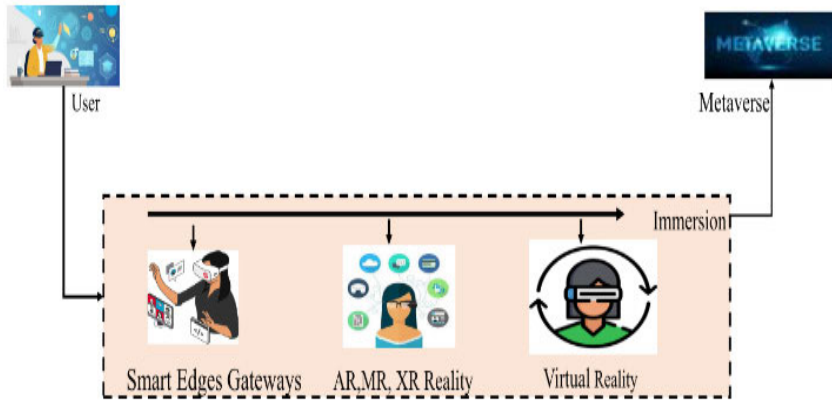 METAVERSE
User
Metaverse
Immersion
Smart Edges Gateways
AR,MR, XR Reality
Virtual Reality